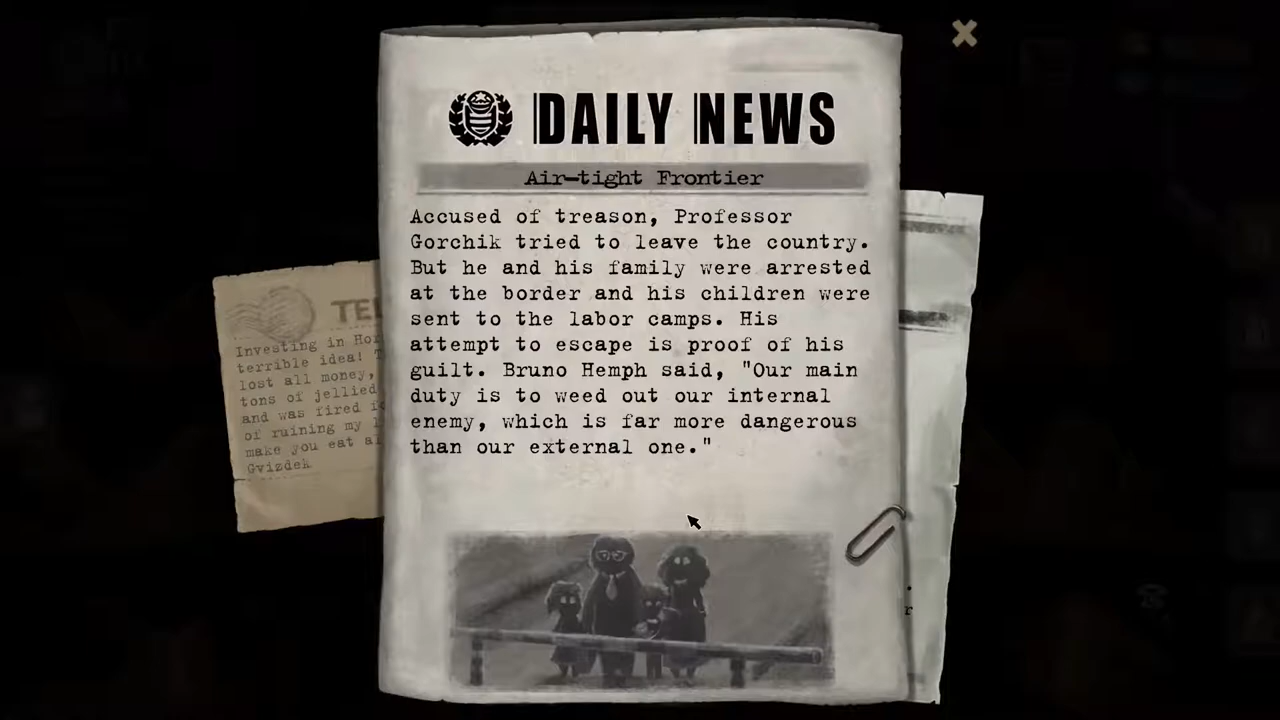 DAILY NEWS
Air-tight Frontier
Accused of treason, Professor
Gorchik tried to leave the country.
But he and his family were arrested
at the border and his children were
sent to the labor camps. His
attempt to escape is proof of his
guilt. Bruno Hemph said, "Our main
duty is to weed out our internal
enemy, which is far more dangerous
than our external one."
Investing in
terrible idea!
lost all money,
tons of jellied
and was fired
of ruining my
make you eat
Gvizdek